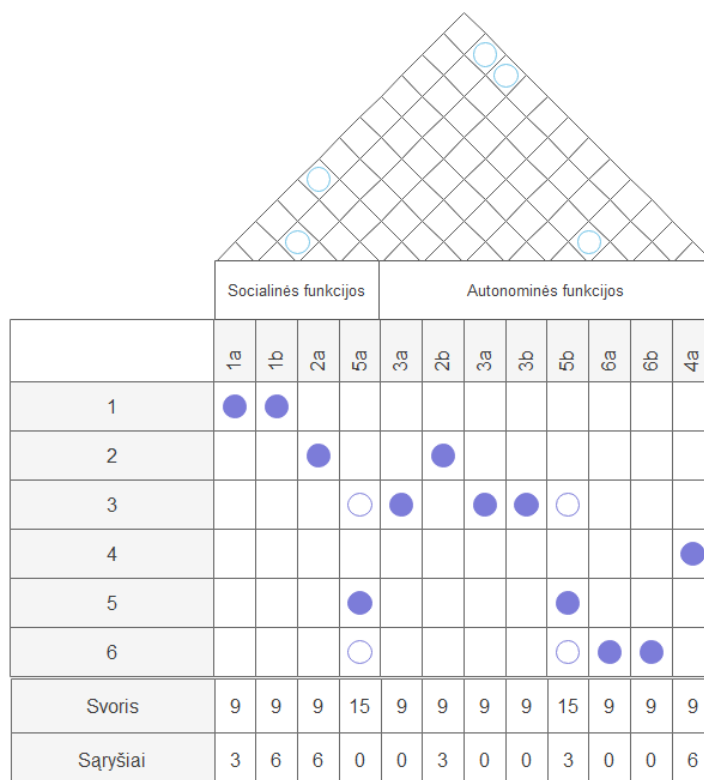 Socialinės funkcijos Autonominės funkcijos
1a 1b 2a 5a 3a 2b 3a 3b 5b 6a 6b 4a
1
2
3
4
5
6
Svoris 9 9 9 15 9 9 9 9 15 9 9 9
Sąryšiai 3 6 6 0 0 3 0 0 3 0 0 6